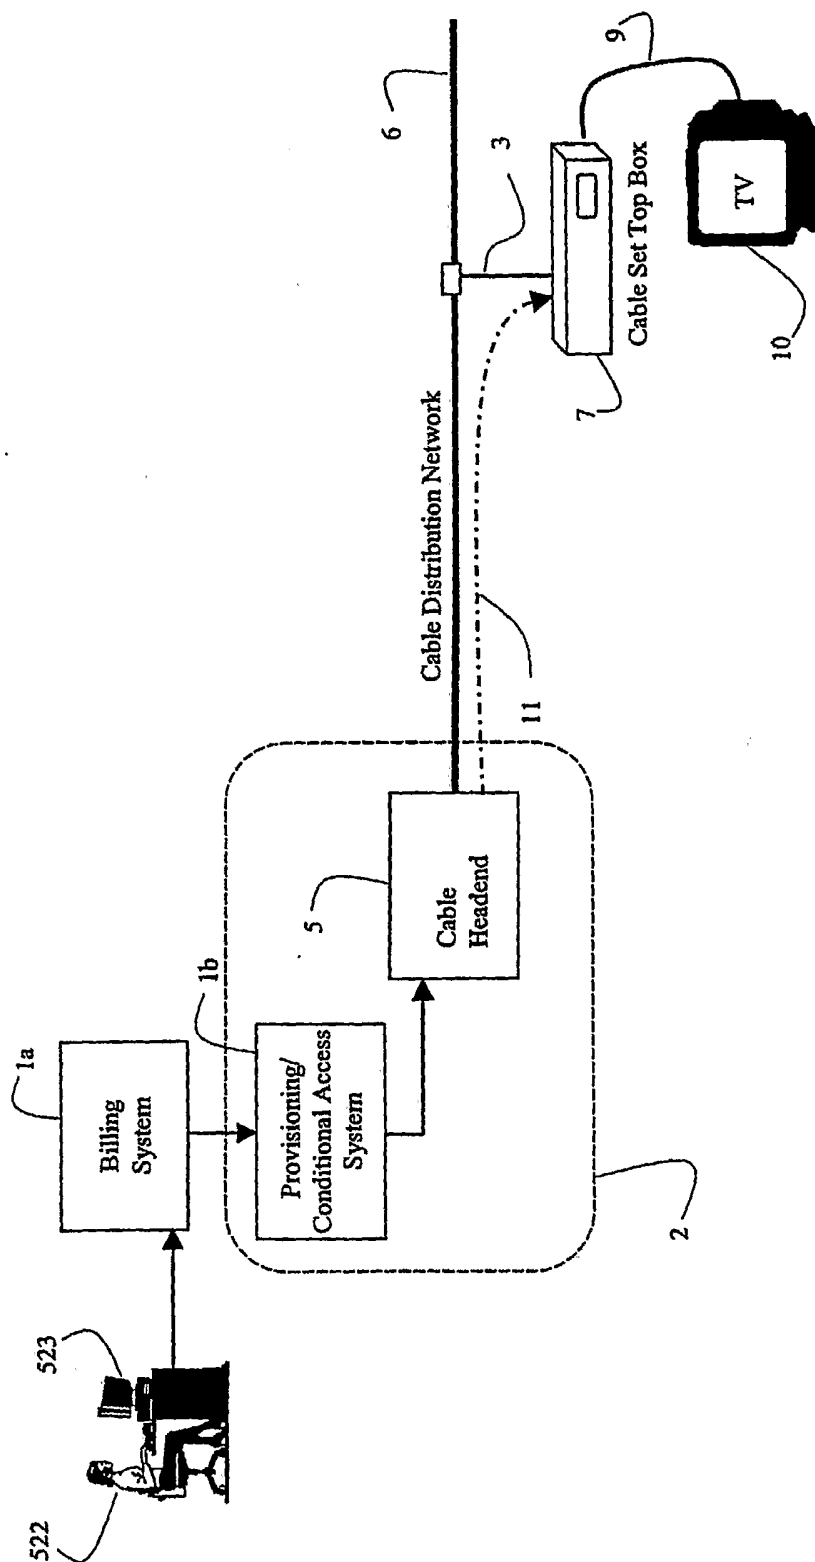 522
523
1a
Billing
System
1b
Provisioning/
Conditional Access
System
5
Cable
Headend
2
Cable Distribution Network
11
6
3
7
Cable Set Top Box
9
TV
10